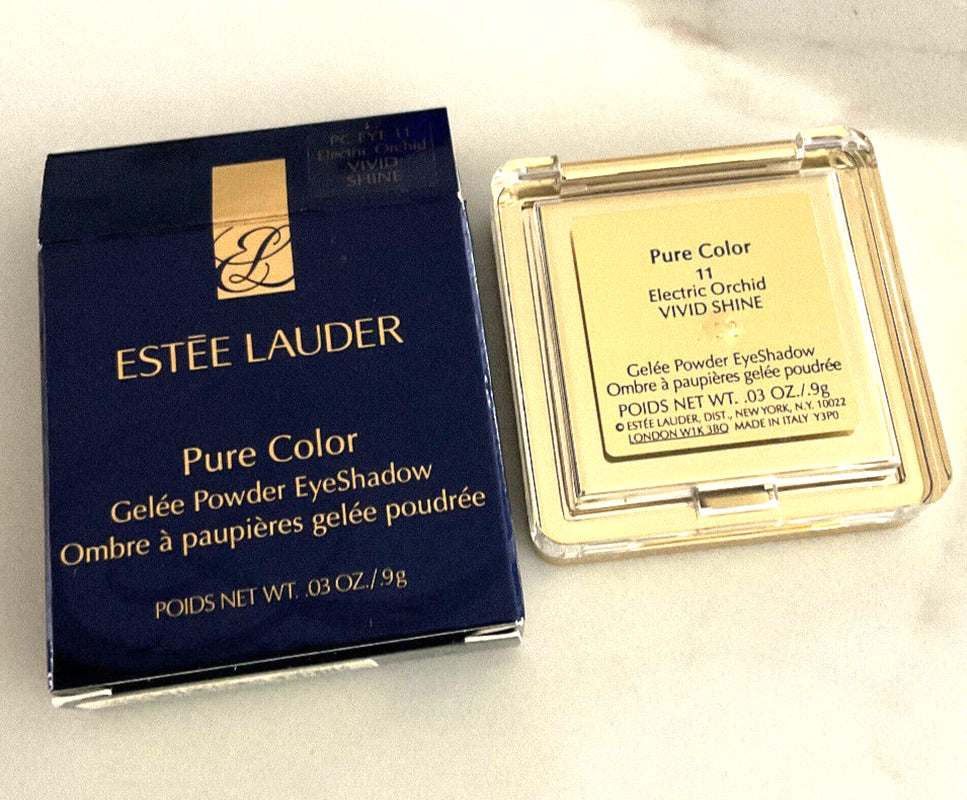 PC EYE 11
Electric Orchid
VIVID
SHINE
EL
ESTĒE LAUDER
Pure Color
Gelée Powder EyeShadow
Ombre à paupières gelée poudrée
POIDS NET WT. .03 OZ./.9g
Pure Color
11
Electric Orchid
VIVID SHINE
Gelée Powder EyeShadow
Ombre à paupières gelée poudrée
POIDS NET WT. .03 OZ./.9g
© ESTÉE LAUDER, DIST., NEW YORK, N.Y. 10022
LONDON W1K 3BQ MADE IN ITALY Y3P0